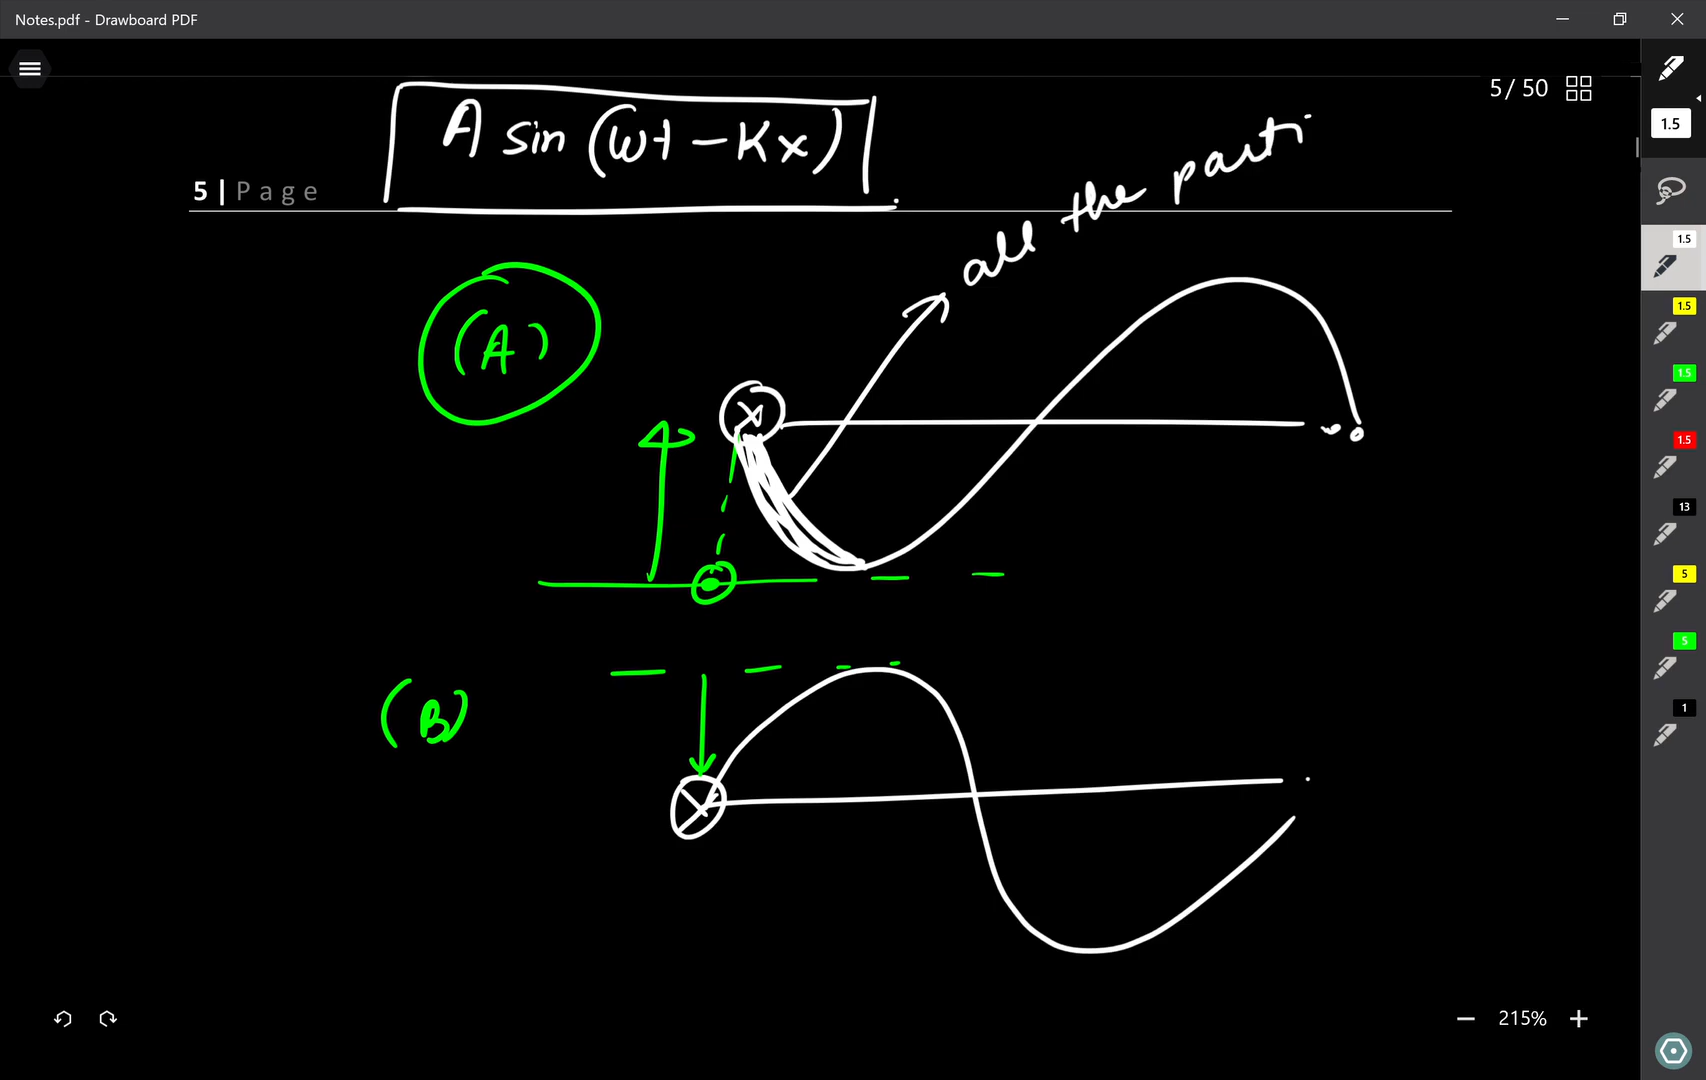 Notes.pdf - Drawboard PDF
5 / 50
A sin (ωt - Kx)
5 | Page
all the parti
(A)
(B)
1.5
1.5
1.5
1.5
1.5
13
5
5
1
215%